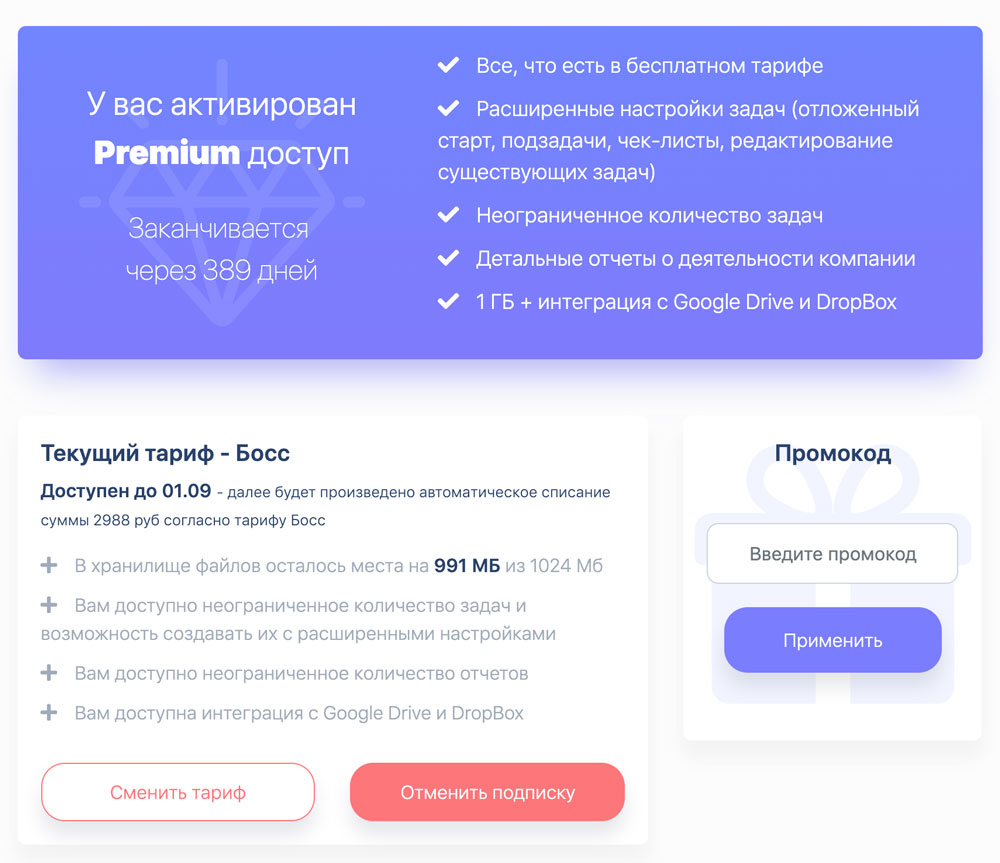 У вас активирован
Premium доступ
Заканчивается
через 389 дней
Все, что есть в бесплатном тарифе
Расширенные настройки задач (отложенный
старт, подзадачи, чек-листы, редактирование
существующих задач)
Неограниченное количество задач
Детальные отчеты о деятельности компании
1 ГБ + интеграция с Google Drive и DropBox
Текущий тариф - Босс
Доступен до 01.09 - далее будет произведено автоматическое списание
суммы 2988 руб согласно тарифу Босс
В хранилище файлов осталось места на 991 МБ из 1024 Мб
Вам доступно неограниченное количество задач и
возможность создавать их с расширенными настройками
Вам доступно неограниченное количество отчетов
Вам доступна интеграция с Google Drive и DropBox
Сменить тариф
Отменить подписку
Промокод
Введите промокод
Применить